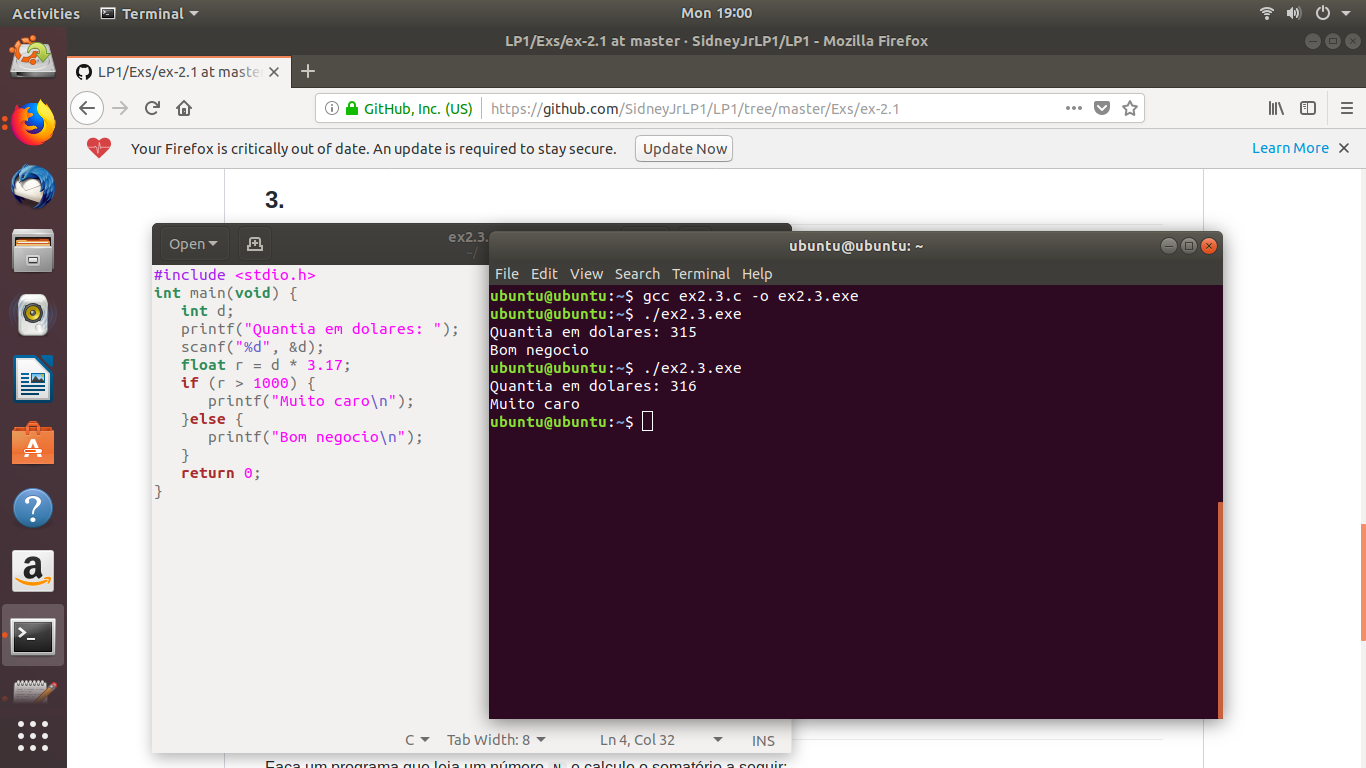 Activities Terminal Mon 19:00
LP1/Exs/ex-2.1 at master · SidneyJrLP1/LP1 - Mozilla Firefox
LP1/Exs/ex-2.1 at maste
GitHub, Inc. (US) https://github.com/SidneyJrLP1/LP1/tree/master/Exs/ex-2.1
Your Firefox is critically out of date. An update is required to stay secure. Update Now Learn More
3.
Open
ex2.3.
~/
#include <stdio.h>
int main(void) {
int d;
printf("Quantia em dolares: ");
scanf("%d", &d);
float r = d * 3.17;
if (r > 1000) {
printf("Muito caro\n");
}else {
printf("Bom negocio\n");
}
return 0;
}
C Tab Width: 8 Ln 4, Col 32 INS
ubuntu@ubuntu: ~
File Edit View Search Terminal Help
ubuntu@ubuntu:~$ gcc ex2.3.c -o ex2.3.exe
ubuntu@ubuntu:~$ ./ex2.3.exe
Quantia em dolares: 315
Bom negocio
ubuntu@ubuntu:~$ ./ex2.3.exe
Quantia em dolares: 316
Muito caro
ubuntu@ubuntu:~$
Faça um programa que leia um número N e calcule o somatório a seguir: